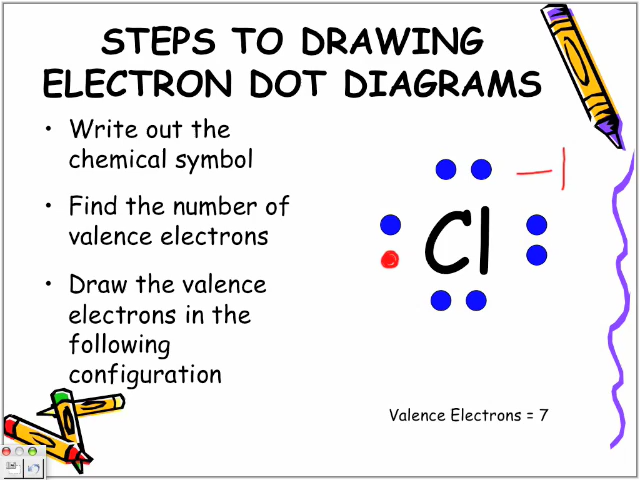 STEPS TO DRAWING
ELECTRON DOT DIAGRAMS
• Write out the
chemical symbol
• Find the number of
valence electrons
• Draw the valence
electrons in the
following
configuration
−1
Cl
Valence Electrons = 7